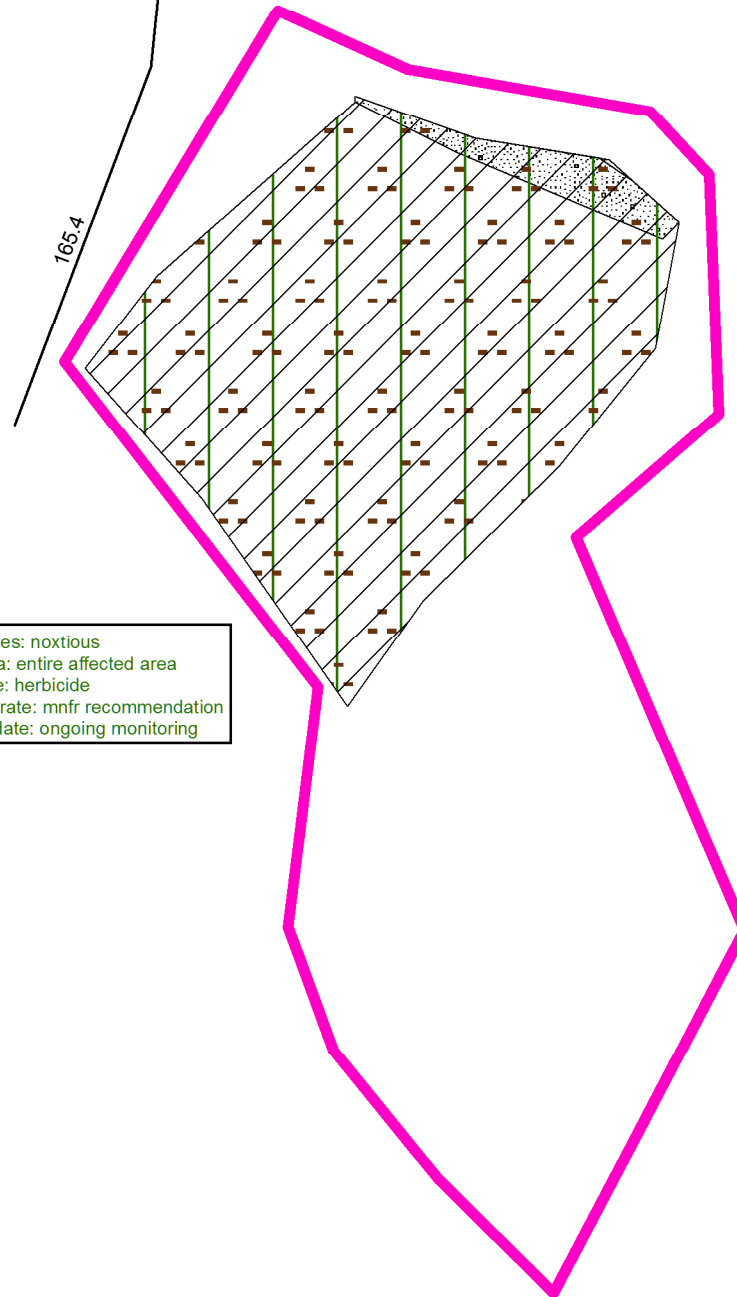 165.4
es: noxtious
a: entire affected area
e: herbicide
rate: mnfr recommendation
late: ongoing monitoring